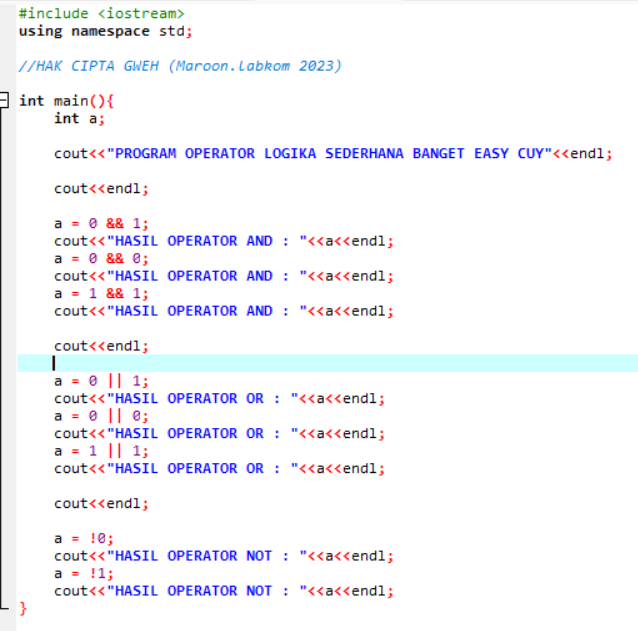 #include <iostream>
using namespace std;
//HAK CIPTA GWEH (Maroon.Labkom 2023)
int main(){
int a;
cout<<"PROGRAM OPERATOR LOGIKA SEDERHANA BANGET EASY CUY"<<endl;
cout<<endl;
a = 0 && 1;
cout<<"HASIL OPERATOR AND : "<<a<<endl;
a = 0 && 0;
cout<<"HASIL OPERATOR AND : "<<a<<endl;
a = 1 && 1;
cout<<"HASIL OPERATOR AND : "<<a<<endl;
cout<<endl;
a = 0 || 1;
cout<<"HASIL OPERATOR OR : "<<a<<endl;
a = 0 || 0;
cout<<"HASIL OPERATOR OR : "<<a<<endl;
a = 1 || 1;
cout<<"HASIL OPERATOR OR : "<<a<<endl;
cout<<endl;
a = !0;
cout<<"HASIL OPERATOR NOT : "<<a<<endl;
a = !1;
cout<<"HASIL OPERATOR NOT : "<<a<<endl;
}